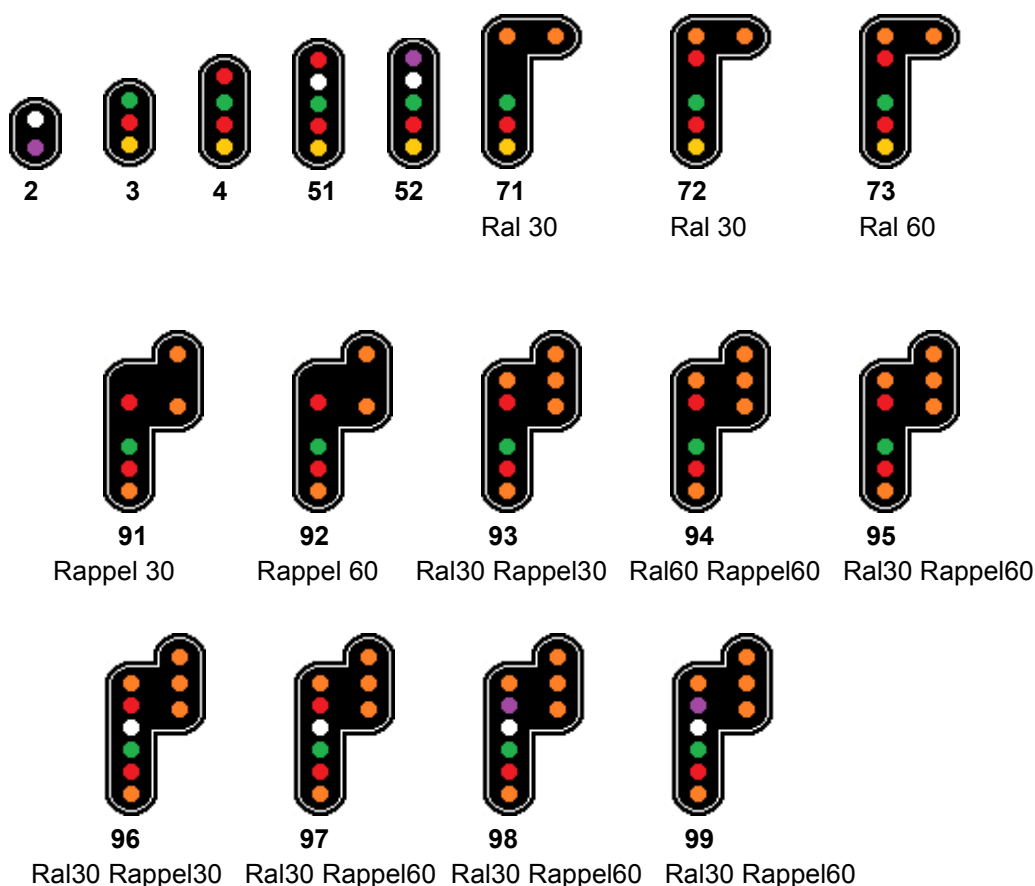 2 3 4 51 52 71 72 73
Ral 30 Ral 30 Ral 60
91 92 93 94 95
Rappel 30 Rappel 60 Ral30 Rappel30 Ral60 Rappel60 Ral30 Rappel60
96 97 98 99
Ral30 Rappel30 Ral30 Rappel60 Ral30 Rappel60 Ral30 Rappel60